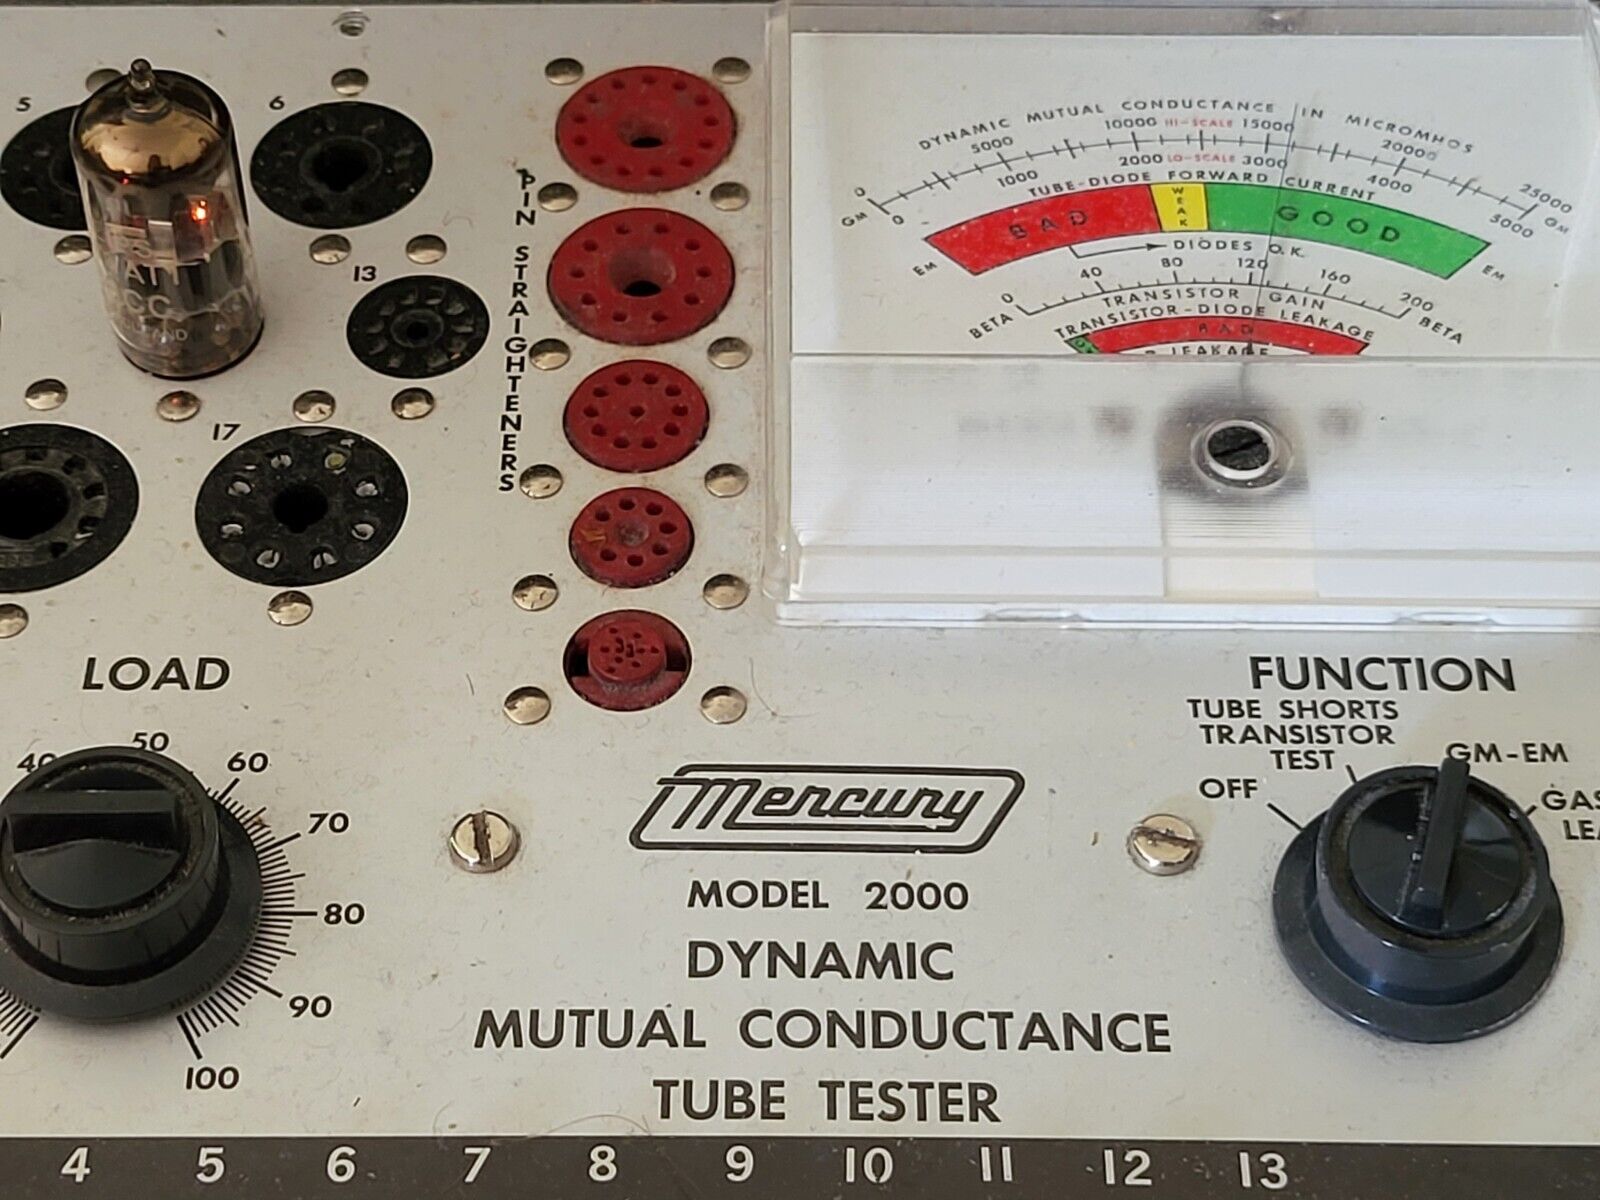 5
6
13
17
PIN STRAIGHTENERS
DYNAMIC MUTUAL CONDUCTANCE IN MICROMHOS
5000 10000 HI-SCALE 15000 20000 25000
0 GM
GM
0 1000 2000 LO-SCALE 3000 4000 5000
TUBE-DIODE FORWARD CURRENT
BAD WEAK GOOD
EM EM
DIODES O.K.
BETA 0 40 80 120 160 200 BETA
TRANSISTOR GAIN
TRANSISTOR-DIODE LEAKAGE
BAD
LEAKAGE
LOAD
40 50 60 70 80 90 100
FUNCTION
TUBE SHORTS
TRANSISTOR
TEST
OFF
GM-EM
GAS
Mercury
MODEL 2000
DYNAMIC
MUTUAL CONDUCTANCE
TUBE TESTER
4 5 6 7 8 9 10 11 12 13